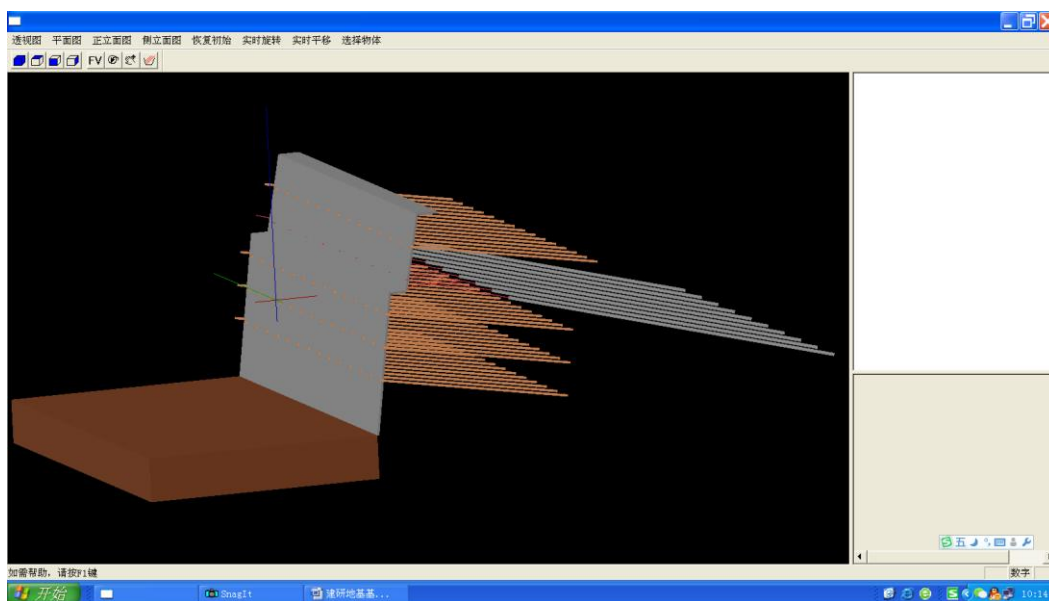 透视图 平面图 正立面图 侧立面图 恢复初始 实时旋转 实时平移 选择物体
FV
五
如需帮助，请按F1键
数字
开始 SnagIt 建研地基基... 10:14